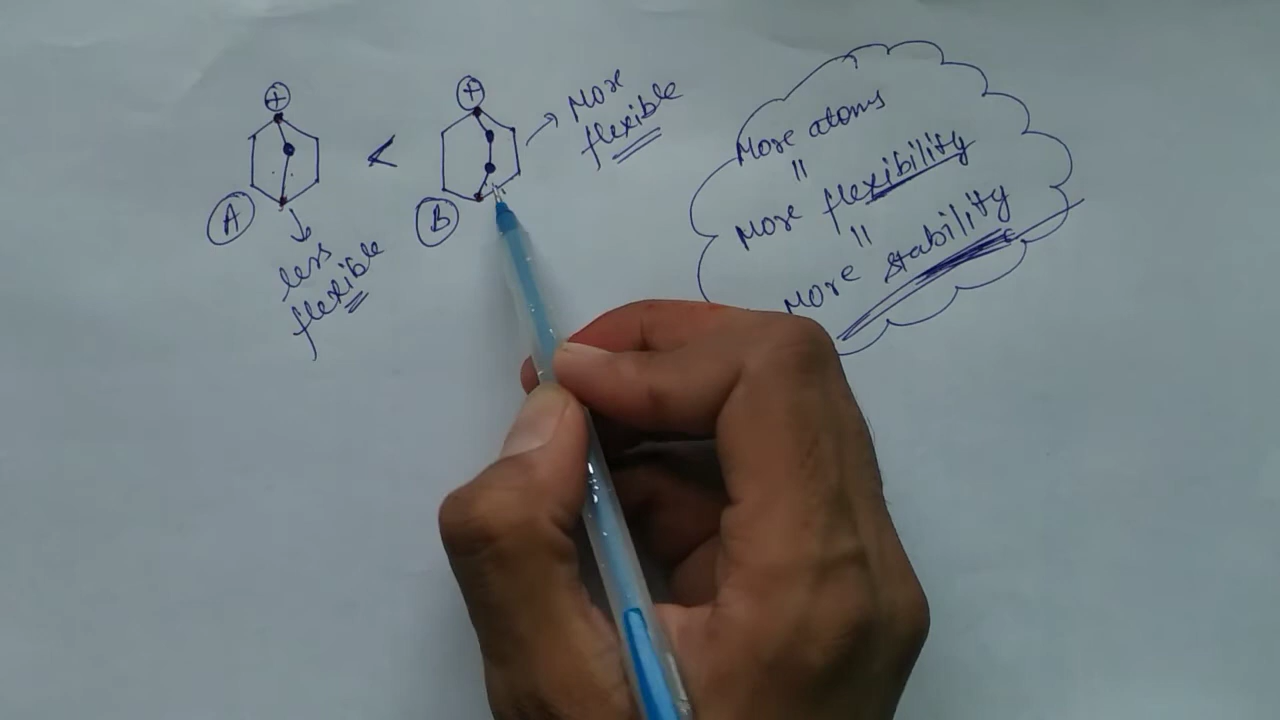 +
<
+
More
flexible
A
B
less
flexible
More atoms
"
More flexibility
"
More stability